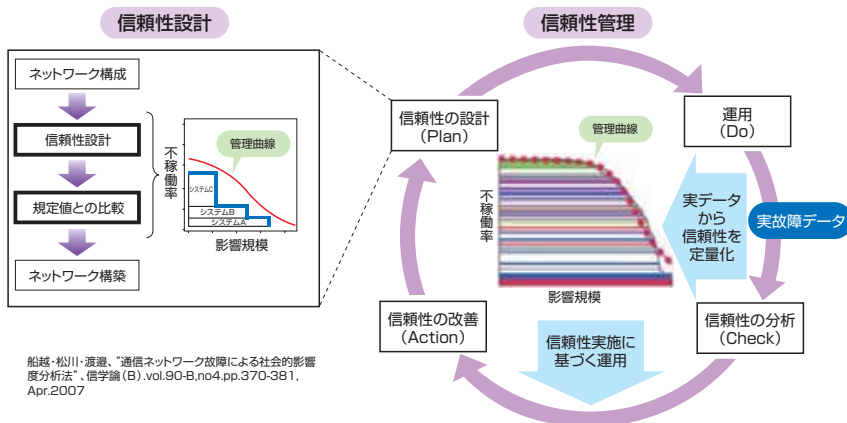 信頼性設計
ネットワーク構成
信頼性設計
規定値との比較
ネットワーク構築
不稼働率
管理曲線
システムC
システムB
システムA
影響規模
船越・松川・渡邉、“通信ネットワーク故障による社会的影響
度分析法”、信学論(B).vol.90-B,no4.pp.370-381,
Apr.2007
信頼性管理
信頼性の設計
(Plan)
運用
(Do)
管理曲線
不稼働率
影響規模
実データ
から
信頼性を
定量化
実故障データ
信頼性の改善
(Action)
信頼性実施に
基づく運用
信頼性の分析
(Check)